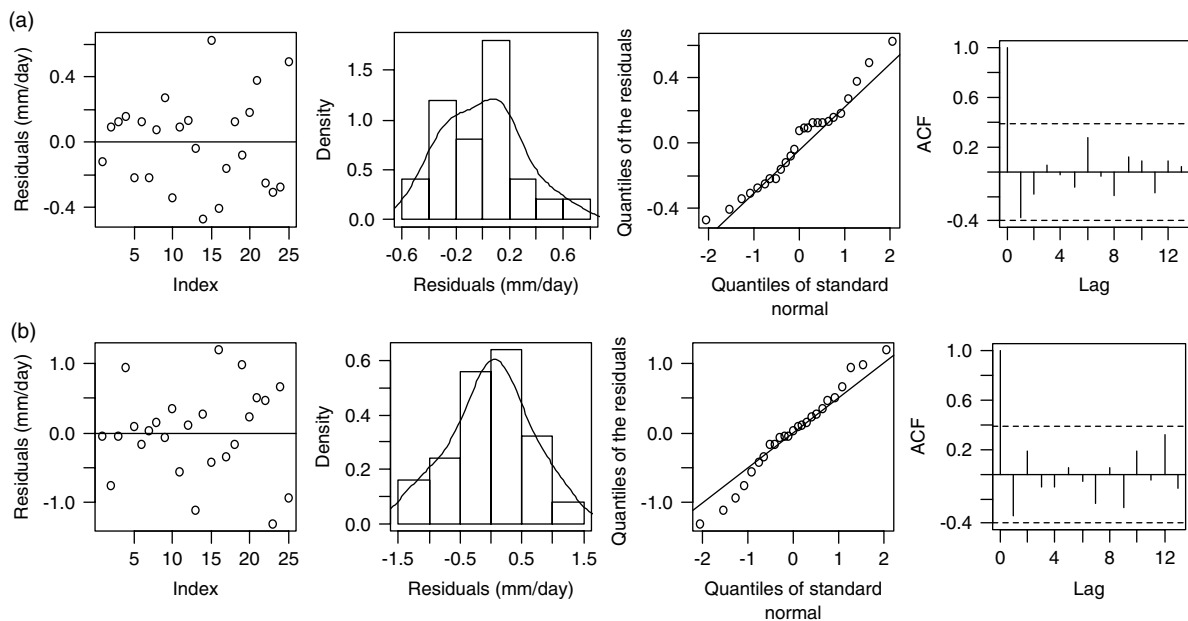 (a)
Residuals (mm/day)
0.4
0.0
-0.4
5 10 15 20 25
Index
Density
1.5
1.0
0.5
0.0
-0.6 -0.2 0.2 0.6
Residuals (mm/day)
Quantiles of the residuals
0.4
0.0
-0.4
-2 -1 0 1 2
Quantiles of standard
normal
ACF
1.0
0.6
0.2
-0.4
0 4 8 12
Lag
(b)
Residuals (mm/day)
1.0
0.0
-1.0
5 10 15 20 25
Index
Density
0.6
0.4
0.2
0.0
-1.5 -0.5 0.5 1.5
Residuals (mm/day)
Quantiles of the residuals
1.0
0.0
-1.0
-2 -1 0 1 2
Quantiles of standard
normal
ACF
1.0
0.6
0.2
-0.4
0 4 8 12
Lag